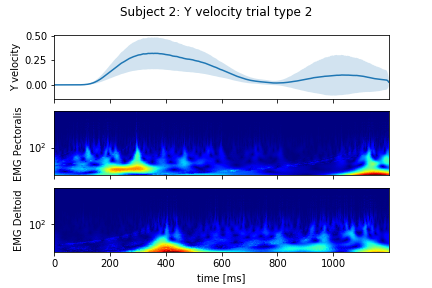 Subject 2: Y velocity trial type 2
0.50
0.25
0.00
Y velocity
10²
EMG Pectoralis
10²
EMG Deltoid
0 200 400 600 800 1000
time [ms]